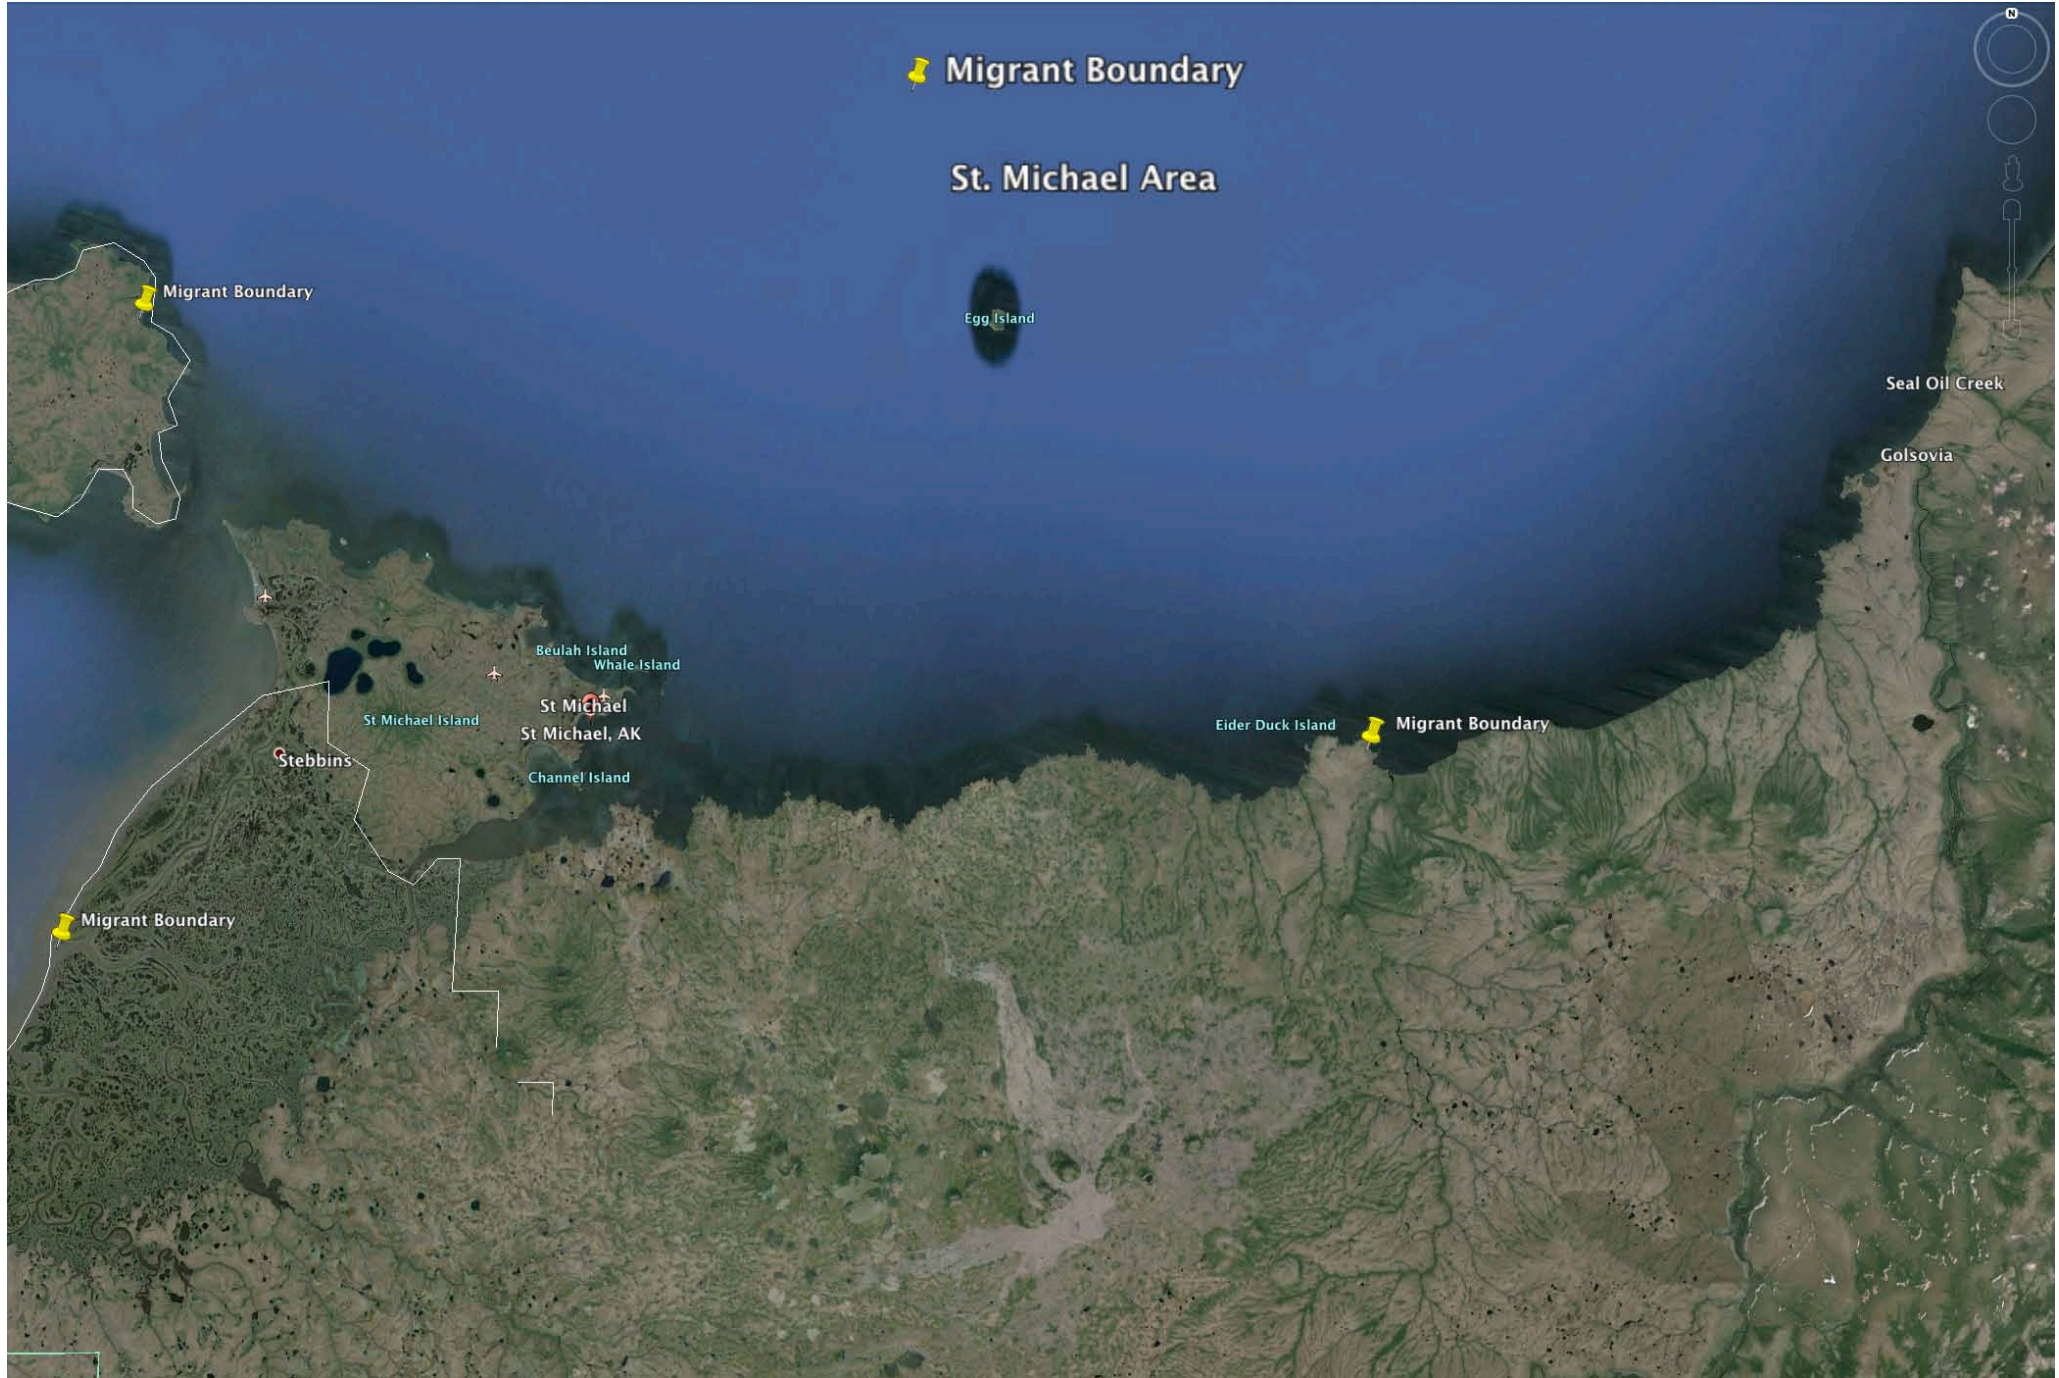 N
Migrant Boundary
St. Michael Area
Migrant Boundary
Egg Island
Seal Oil Creek
Golsovia
Beulah Island
Whale Island
St Michael
St Michael Island
St Michael, AK
Eider Duck Island
Migrant Boundary
Stebbins
Channel Island
Migrant Boundary